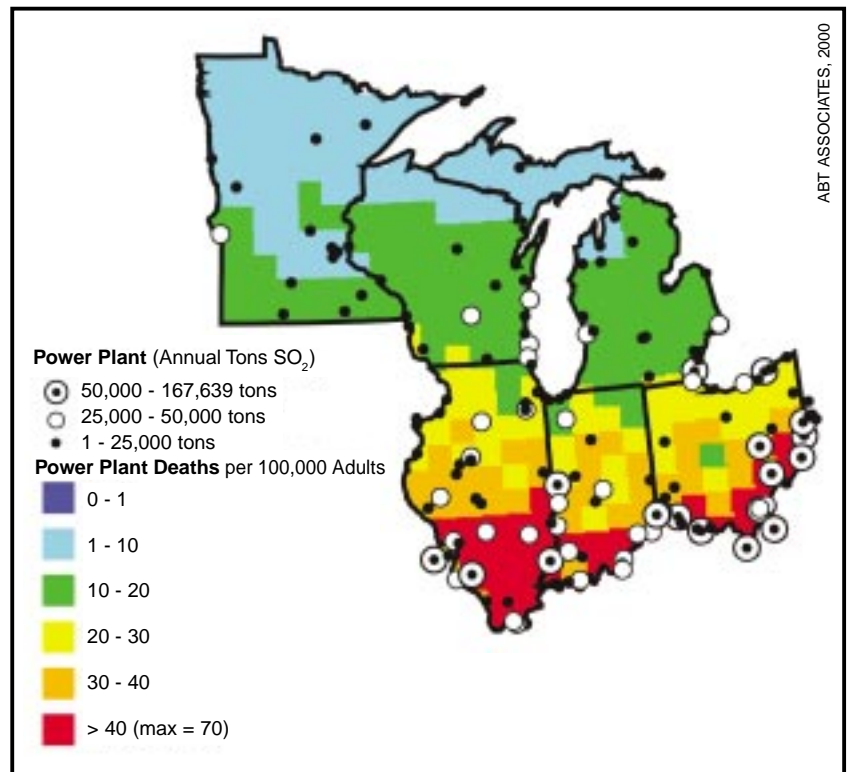 ABT ASSOCIATES, 2000
Power Plant (Annual Tons SO2)
50,000 - 167,639 tons
25,000 - 50,000 tons
1 - 25,000 tons
Power Plant Deaths per 100,000 Adults
0 - 1
1 - 10
10 - 20
20 - 30
30 - 40
> 40 (max = 70)